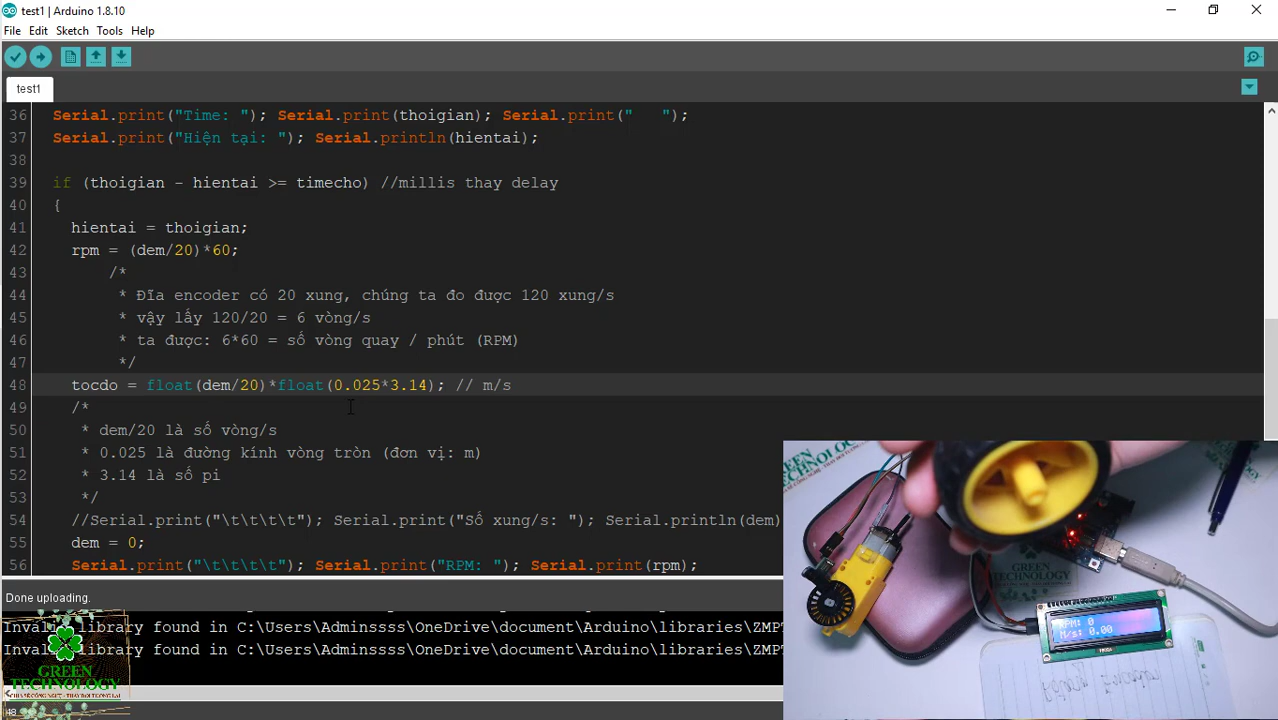 test1 | Arduino 1.8.10
File Edit Sketch Tools Help
test1
36 Serial.print("Time: "); Serial.print(thoigian); Serial.print("   ");
37 Serial.print("Hiện tại: "); Serial.println(hientai);
38
39 if (thoigian - hientai >= timecho) //millis thay delay
40 {
41 hientai = thoigian;
42 rpm = (dem/20)*60;
43 /*
44 * Đĩa encoder có 20 xung, chúng ta đo được 120 xung/s
45 * vậy lấy 120/20 = 6 vòng/s
46 * ta được: 6*60 = số vòng quay / phút (RPM)
47 */
48 tocdo = float(dem/20)*float(0.025*3.14); // m/s
49 /*
50 * dem/20 là số vòng/s
51 * 0.025 là đường kính vòng tròn (đơn vị: m)
52 * 3.14 là số pi
53 */
54 //Serial.print("\t\t\t\t"); Serial.print("Số xung/s: "); Serial.println(dem)
55 dem = 0;
56 Serial.print("\t\t\t\t"); Serial.print("RPM: "); Serial.print(rpm);
Done uploading.
Invalid library found in C:\Users\Adminssss\OneDrive\document\Arduino\libraries\ZMP
Invalid library found in C:\Users\Adminssss\OneDrive\document\Arduino\libraries\ZMP
GREEN
TECHNOLOGY
48
RPM: 0
M/s: 0.00
GREEN
TECHNOLOGY